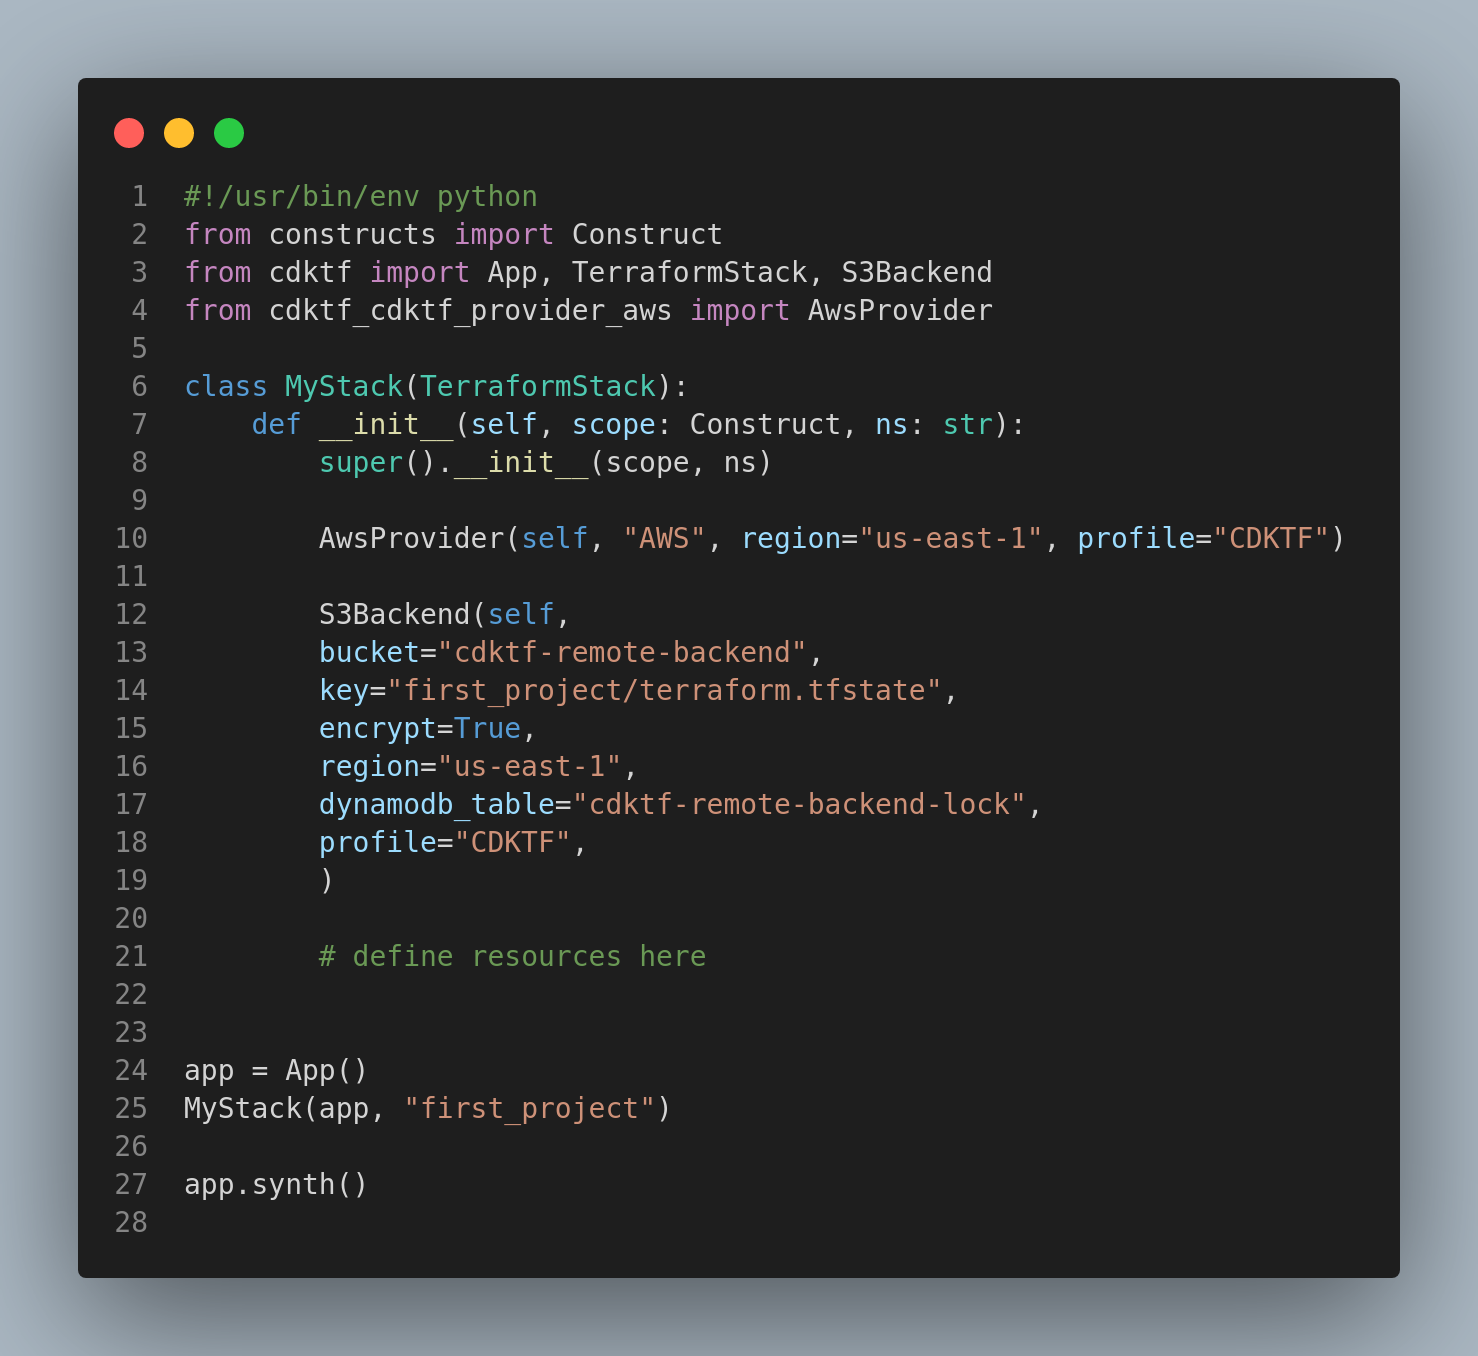 1 #!/usr/bin/env python
2 from constructs import Construct
3 from cdktf import App, TerraformStack, S3Backend
4 from cdktf_cdktf_provider_aws import AwsProvider
5
6 class MyStack(TerraformStack):
7     def __init__(self, scope: Construct, ns: str):
8         super().__init__(scope, ns)
9
10         AwsProvider(self, "AWS", region="us-east-1", profile="CDKTF")
11
12         S3Backend(self,
13         bucket="cdktf-remote-backend",
14         key="first_project/terraform.tfstate",
15         encrypt=True,
16         region="us-east-1",
17         dynamodb_table="cdktf-remote-backend-lock",
18         profile="CDKTF",
19         )
20
21         # define resources here
22
23
24 app = App()
25 MyStack(app, "first_project")
26
27 app.synth()
28